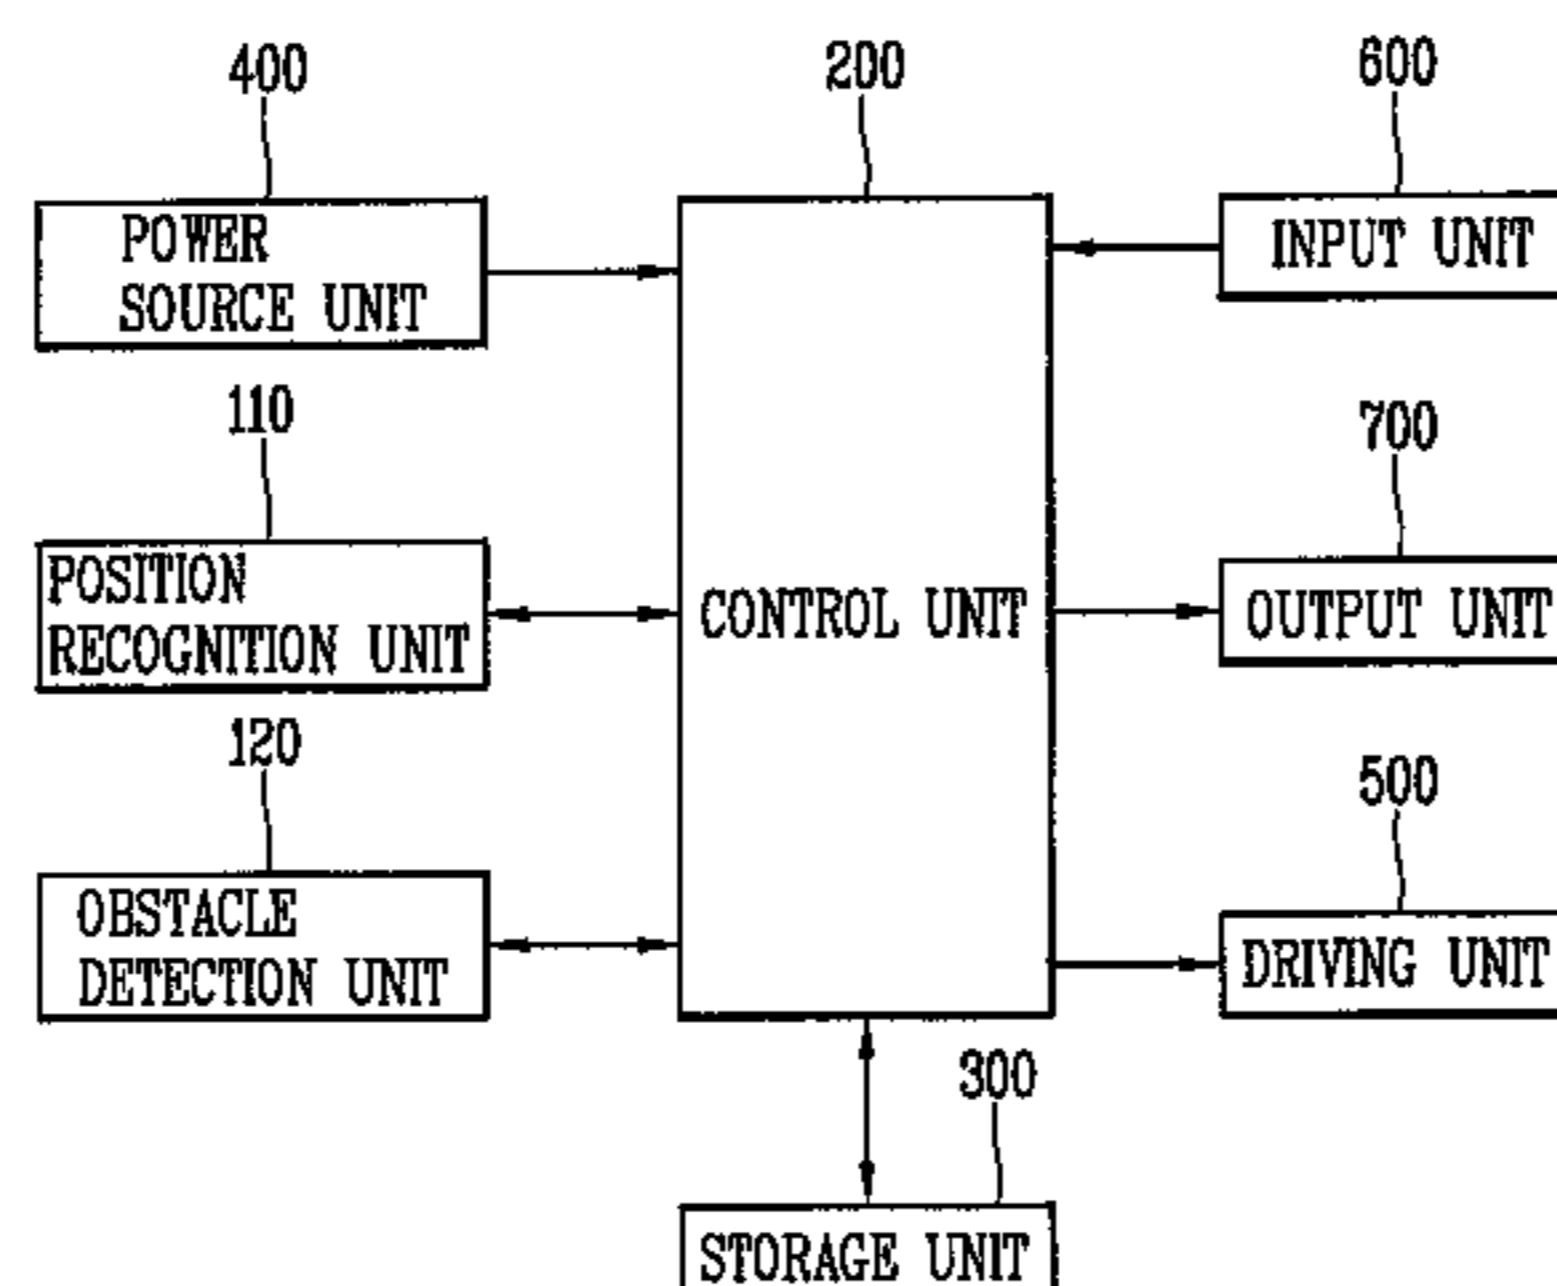 400
200
600
POWER
SOURCE UNIT
INPUT UNIT
110
700
POSITION
RECOGNITION UNIT
CONTROL UNIT
OUTPUT UNIT
120
500
OBSTACLE
DETECTION UNIT
DRIVING UNIT
300
STORAGE UNIT